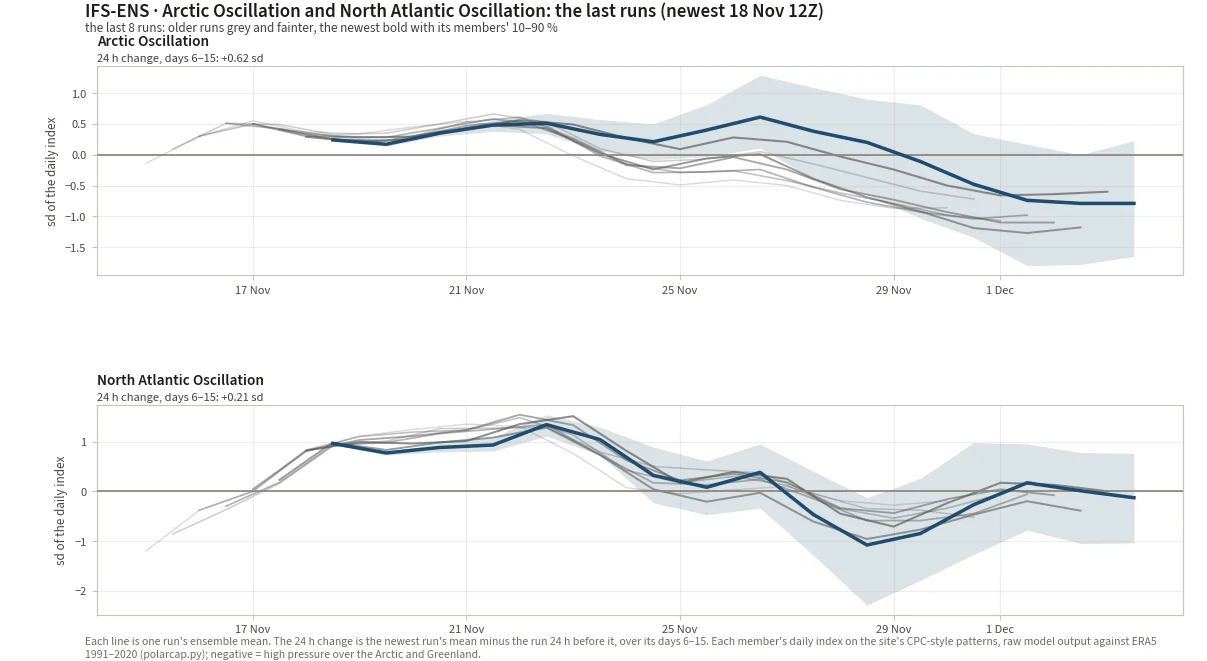 IFS-ENS · Arctic Oscillation and North Atlantic Oscillation: the last runs (newest 18 Nov 12Z)
the last 8 runs: older runs grey and fainter, the newest bold with its members' 10–90 %
Arctic Oscillation
24 h change, days 6–15: +0.62 sd
sd of the daily index
1.0
0.5
0.0
−0.5
−1.0
−1.5
17 Nov
21 Nov
25 Nov
29 Nov
1 Dec
North Atlantic Oscillation
24 h change, days 6–15: +0.21 sd
sd of the daily index
1
0
−1
−2
17 Nov
21 Nov
25 Nov
29 Nov
1 Dec
Each line is one run's ensemble mean. The 24 h change is the newest run's mean minus the run 24 h before it, over its days 6–15. Each member's daily index on the site's CPC-style patterns, raw model output against ERA5
1991–2020 (polarcap.py); negative = high pressure over the Arctic and Greenland.